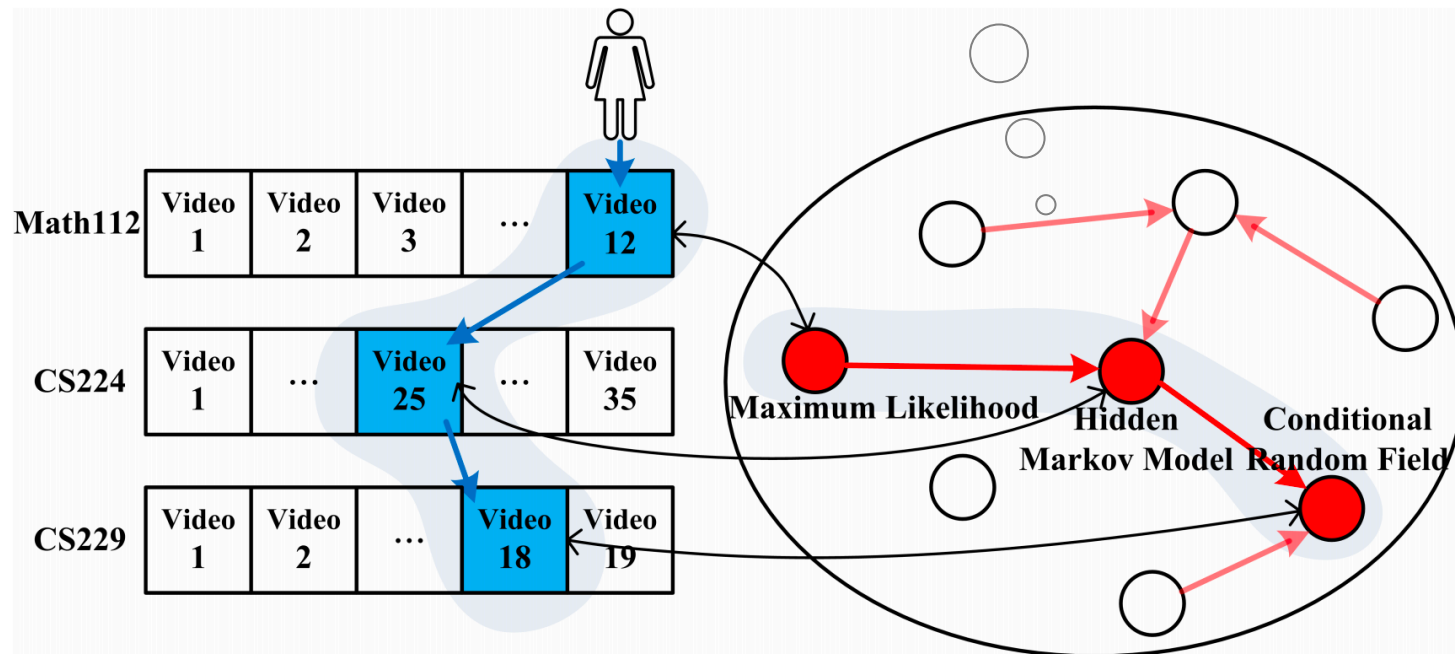 Math112
Video
1
Video
2
Video
3
...
Video
12
CS224
Video
1
...
Video
25
...
Video
35
CS229
Video
1
Video
2
...
Video
18
Video
19
Maximum Likelihood
Hidden
Markov Model
Conditional
Random Field